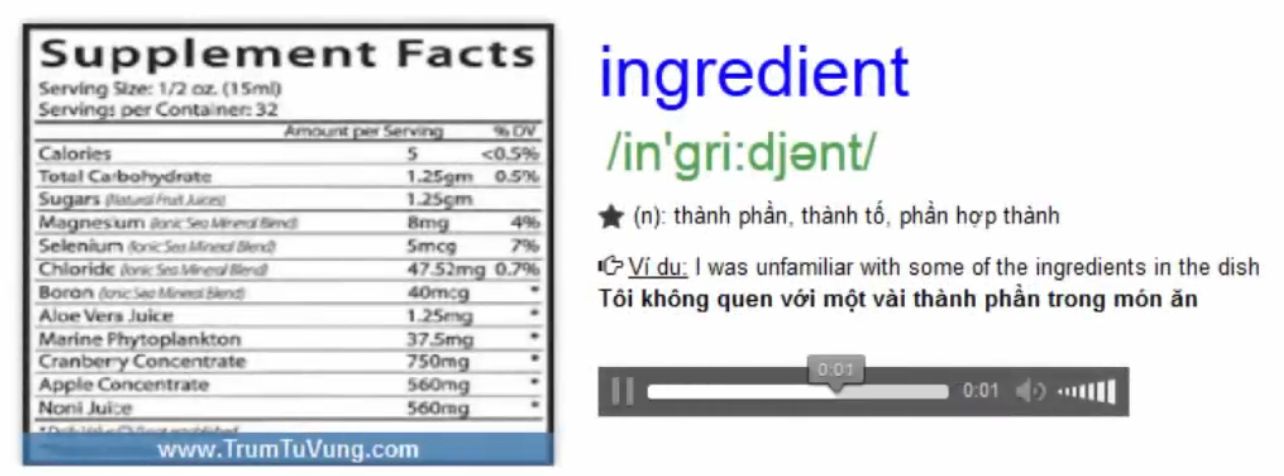 Supplement Facts
Serving Size: 1/2 oz. (15ml)
Servings per Container: 32
Amount per Serving % DV
Calories 5 <0.5%
Total Carbohydrate 1.25gm 0.5%
Sugars (Natural Fruit Juices) 1.25gm
Magnesium (Ionic Sea Mineral Blend) 8mg 4%
Selenium (Ionic Sea Mineral Blend) 5mcg 7%
Chloride (Ionic Sea Mineral Blend) 47.52mg 0.7%
Boron (Ionic Sea Mineral Blend) 40mcg *
Aloe Vera Juice 1.25mg *
Marine Phytoplankton 37.5mg *
Cranberry Concentrate 750mg *
Apple Concentrate 560mg *
Noni Juice 560mg *
www.TrumTuVung.com
ingredient
/in'gri:djənt/
★ (n): thành phần, thành tố, phần hợp thành
Ví du: I was unfamiliar with some of the ingredients in the dish
Tôi không quen với một vài thành phần trong món ăn
0:01
0:01